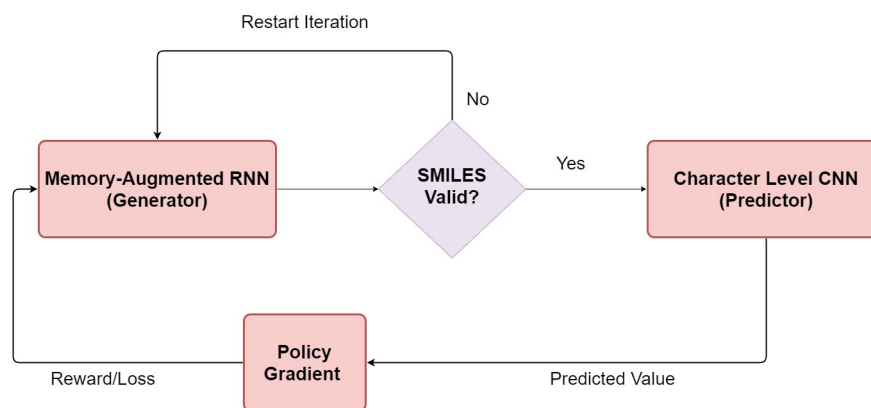 Restart Iteration
No
Memory-Augmented RNN
(Generator)
SMILES
Valid?
Yes
Character Level CNN
(Predictor)
Policy
Gradient
Reward/Loss
Predicted Value